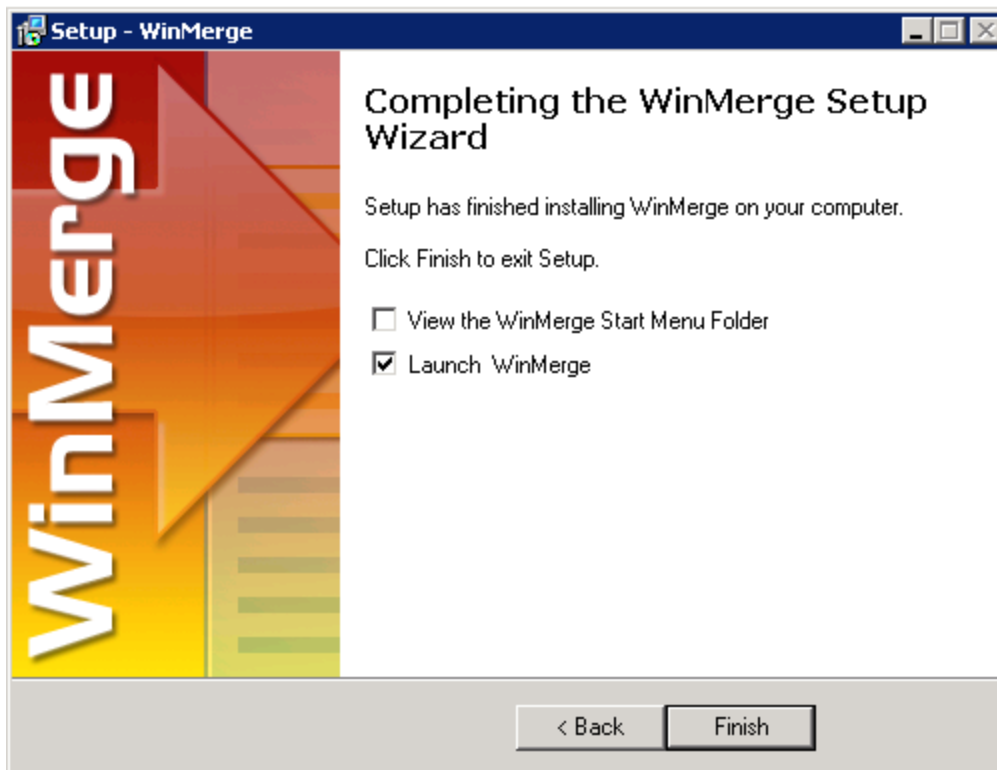 Setup - WinMerge
WinMerge
Completing the WinMerge Setup
Wizard
Setup has finished installing WinMerge on your computer.
Click Finish to exit Setup.
View the WinMerge Start Menu Folder
Launch WinMerge
< Back
Finish